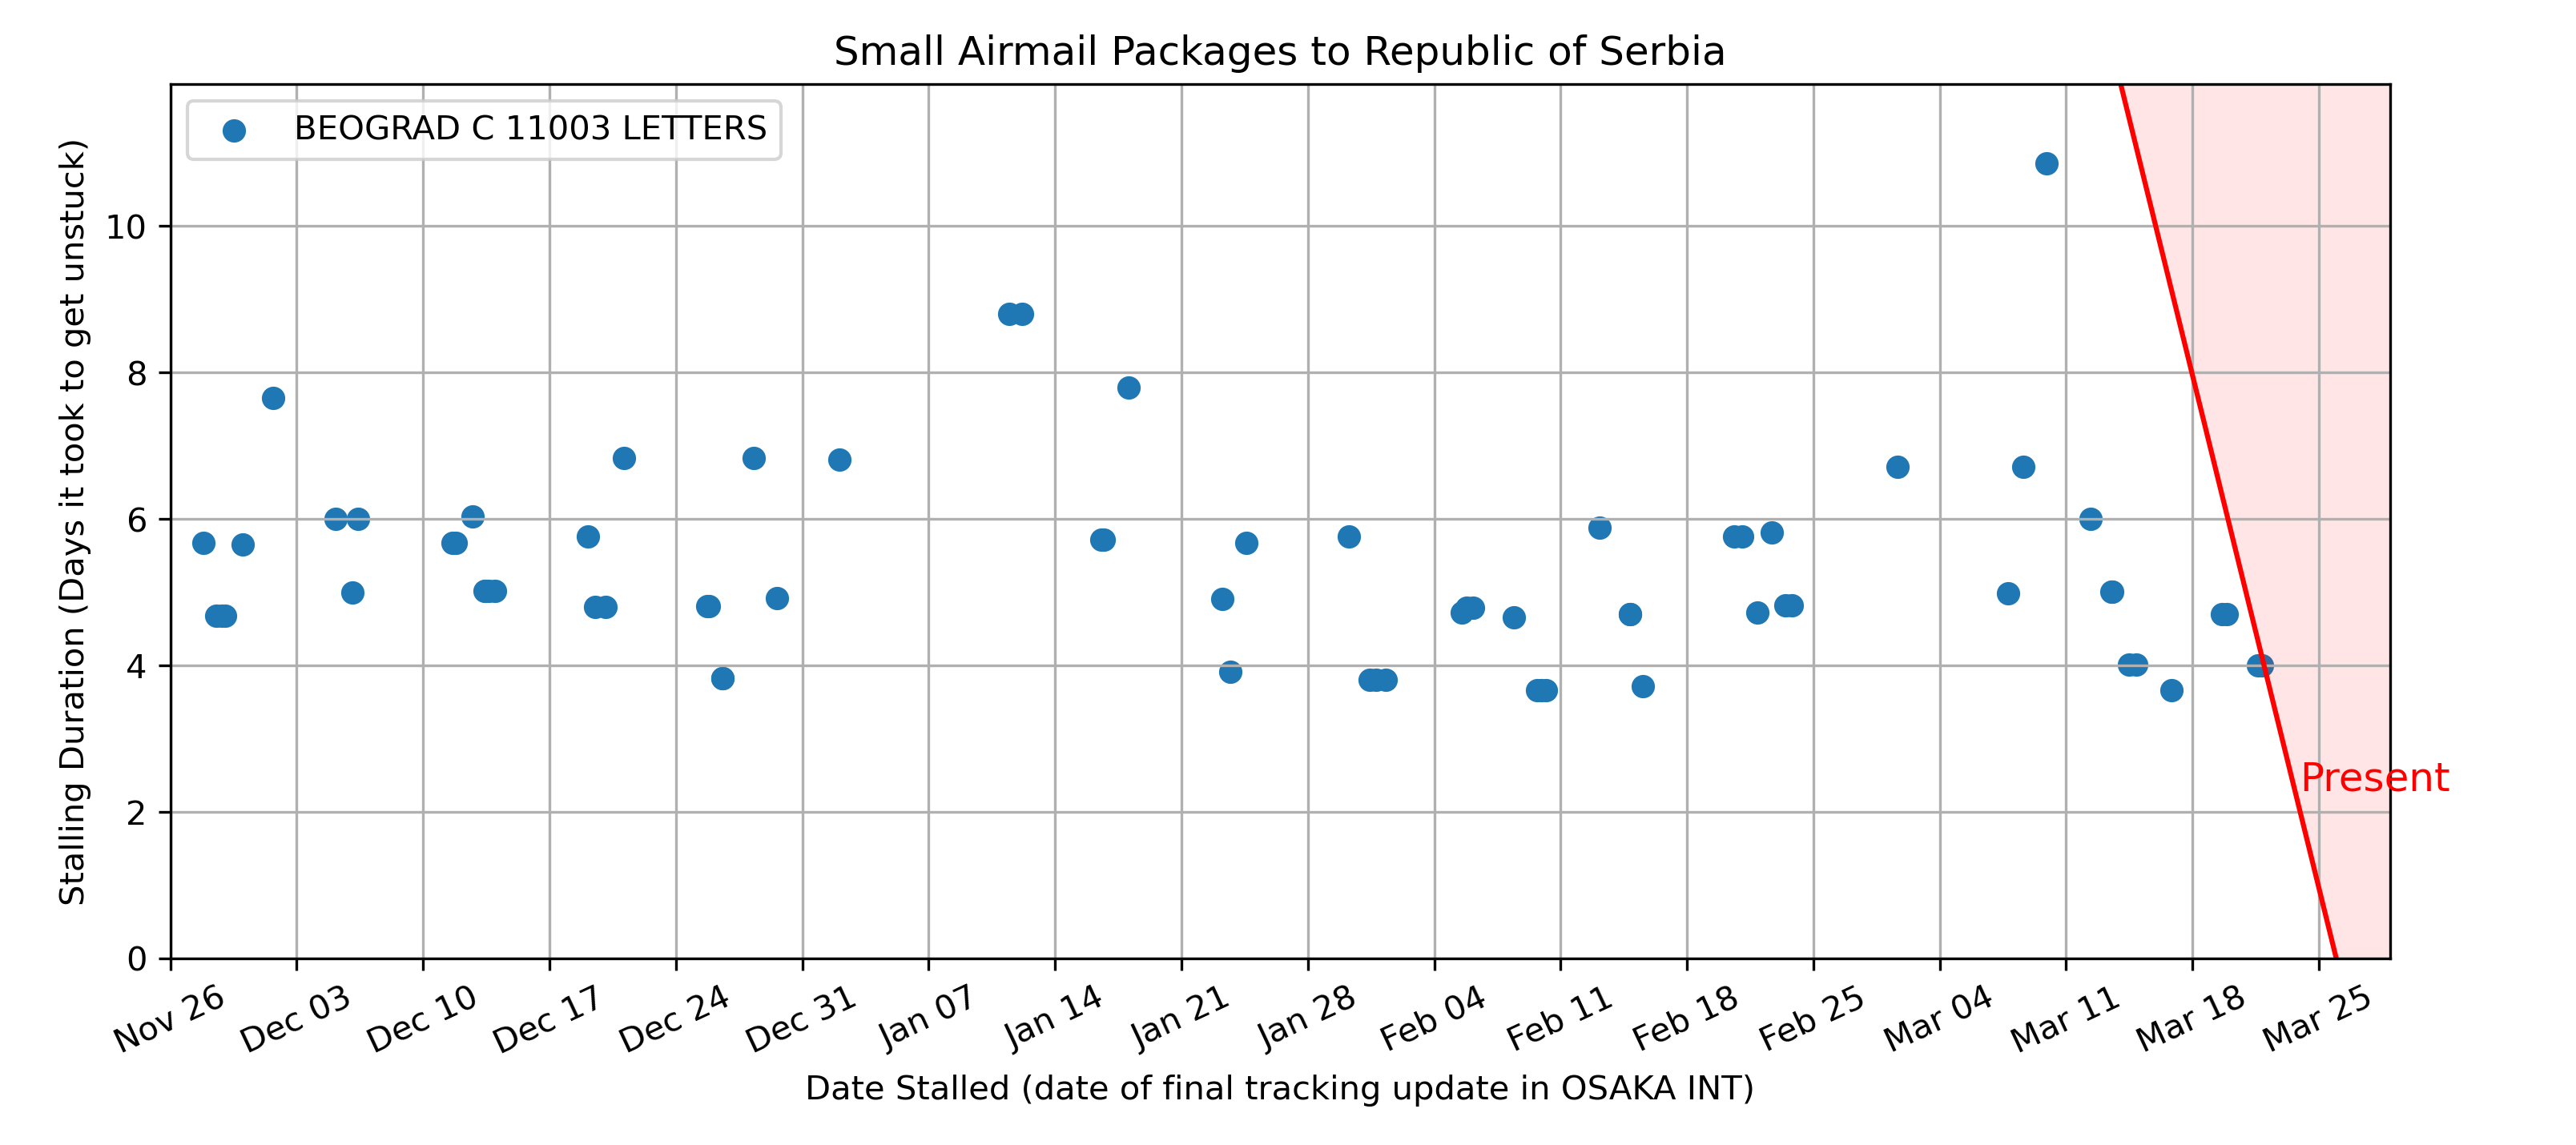 Small Airmail Packages to Republic of Serbia
BEOGRAD C 11003 LETTERS
Stalling Duration (Days it took to get unstuck)
10
8
6
4
2
0
Present
Nov 26
Dec 03
Dec 10
Dec 17
Dec 24
Dec 31
Jan 07
Jan 14
Jan 21
Jan 28
Feb 04
Feb 11
Feb 18
Feb 25
Mar 04
Mar 11
Mar 18
Mar 25
Date Stalled (date of final tracking update in OSAKA INT)